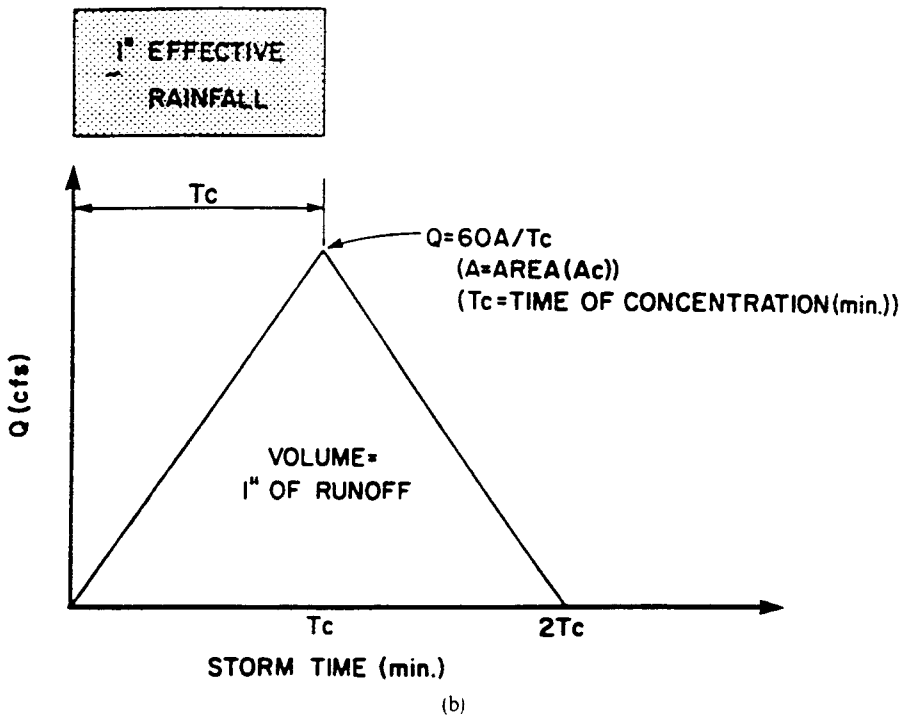 1" EFFECTIVE
RAINFALL
Tc
Q=60A/Tc
(A=AREA(Ac))
(Tc=TIME OF CONCENTRATION(min.))
Q (cfs)
VOLUME=
1" OF RUNOFF
Tc
2Tc
STORM TIME (min.)
(b)